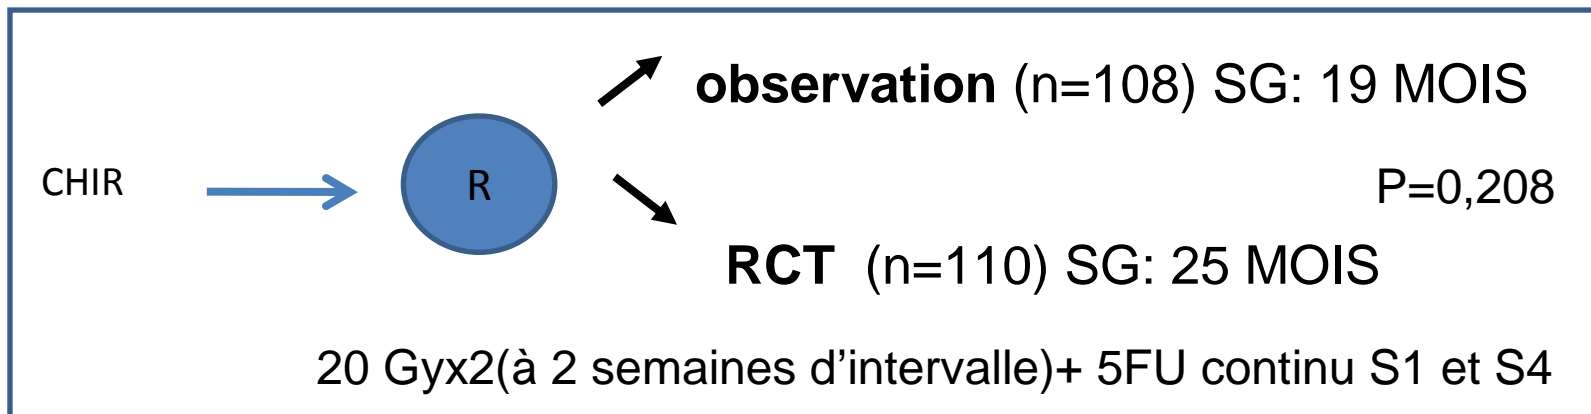 observation (n=108) SG: 19 MOIS
CHIR
R
P=0,208
RCT (n=110) SG: 25 MOIS
20 Gyx2(à 2 semaines d’intervalle)+ 5FU continu S1 et S4